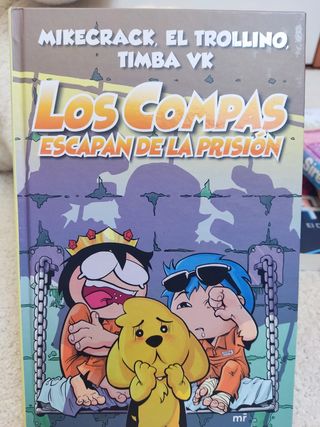 MIKECRACK, EL TROLLINO,
TIMBA VK
LOS COMPAS
ESCAPAN DE LA PRISIÓN
mr